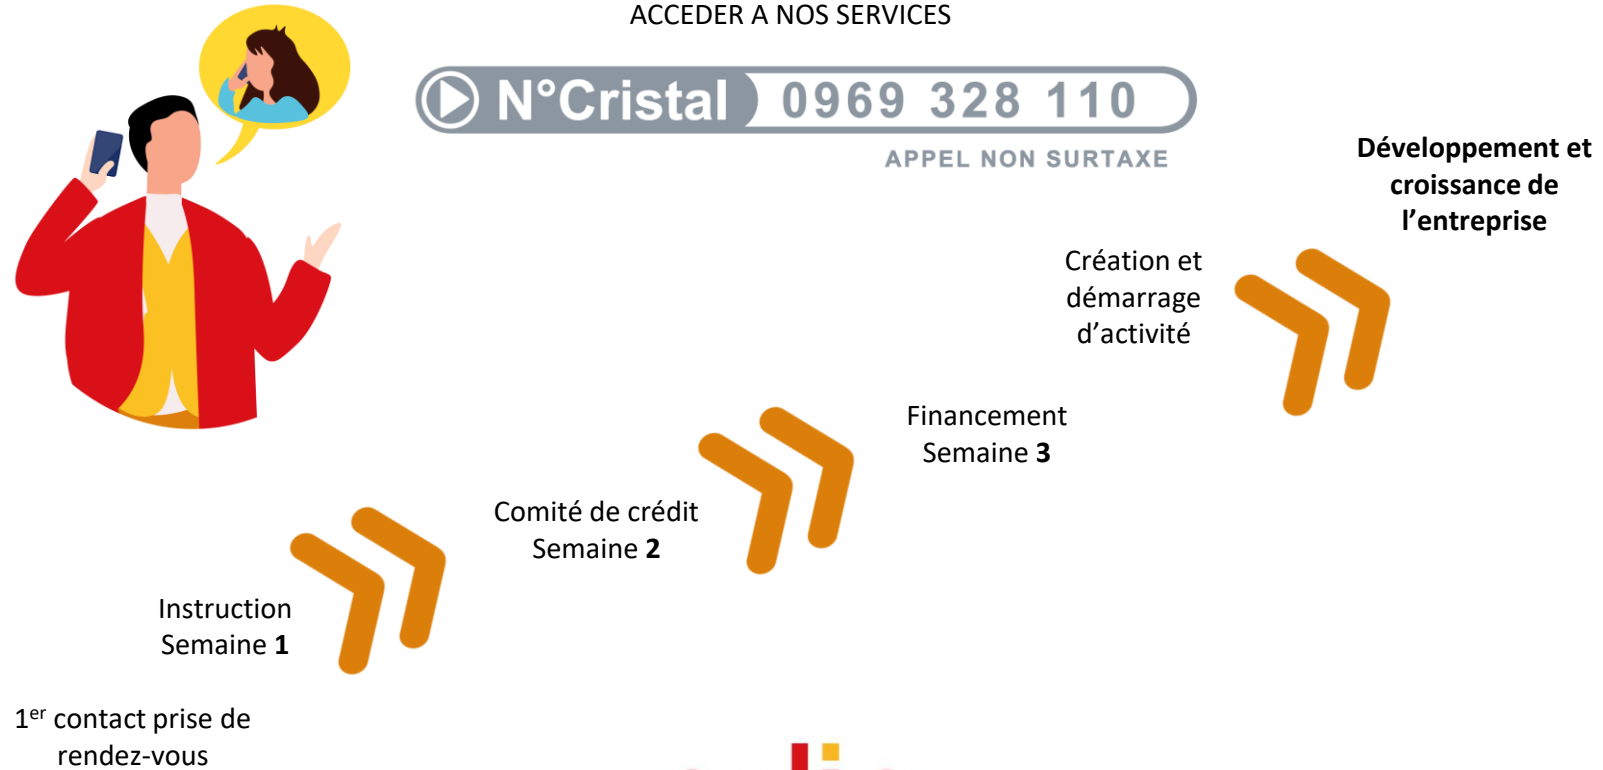 ACCEDER A NOS SERVICES
N°Cristal 0969 328 110
APPEL NON SURTAXE
Développement et
croissance de
l’entreprise
Création et
démarrage
d’activité
Financement
Semaine 3
Comité de crédit
Semaine 2
Instruction
Semaine 1
1er contact prise de
rendez-vous